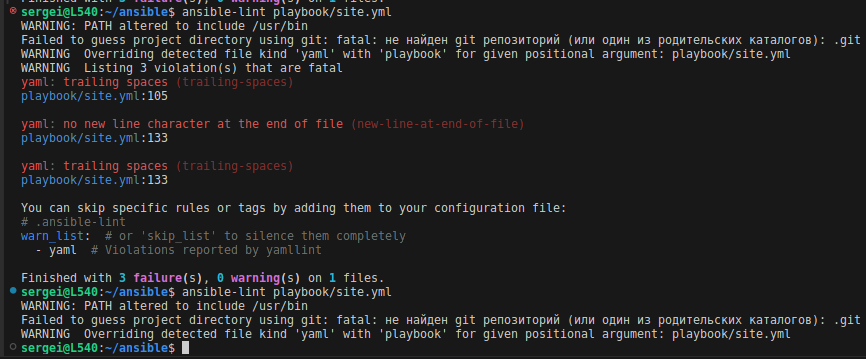 Finished with 3 failure(s), 0 warning(s) on 1 files.
sergei@L540:~/ansible$ ansible-lint playbook/site.yml
WARNING: PATH altered to include /usr/bin
Failed to guess project directory using git: fatal: не найден git репозиторий (или один из родительских каталогов): .git
WARNING  Overriding detected file kind 'yaml' with 'playbook' for given positional argument: playbook/site.yml
WARNING  Listing 3 violation(s) that are fatal
yaml: trailing spaces (trailing-spaces)
playbook/site.yml:105

yaml: no new line character at the end of file (new-line-at-end-of-file)
playbook/site.yml:133

yaml: trailing spaces (trailing-spaces)
playbook/site.yml:133

You can skip specific rules or tags by adding them to your configuration file:
# .ansible-lint
warn_list:  # or 'skip_list' to silence them completely
  - yaml  # Violations reported by yamllint

Finished with 3 failure(s), 0 warning(s) on 1 files.
sergei@L540:~/ansible$ ansible-lint playbook/site.yml
WARNING: PATH altered to include /usr/bin
Failed to guess project directory using git: fatal: не найден git репозиторий (или один из родительских каталогов): .git
WARNING  Overriding detected file kind 'yaml' with 'playbook' for given positional argument: playbook/site.yml
sergei@L540:~/ansible$